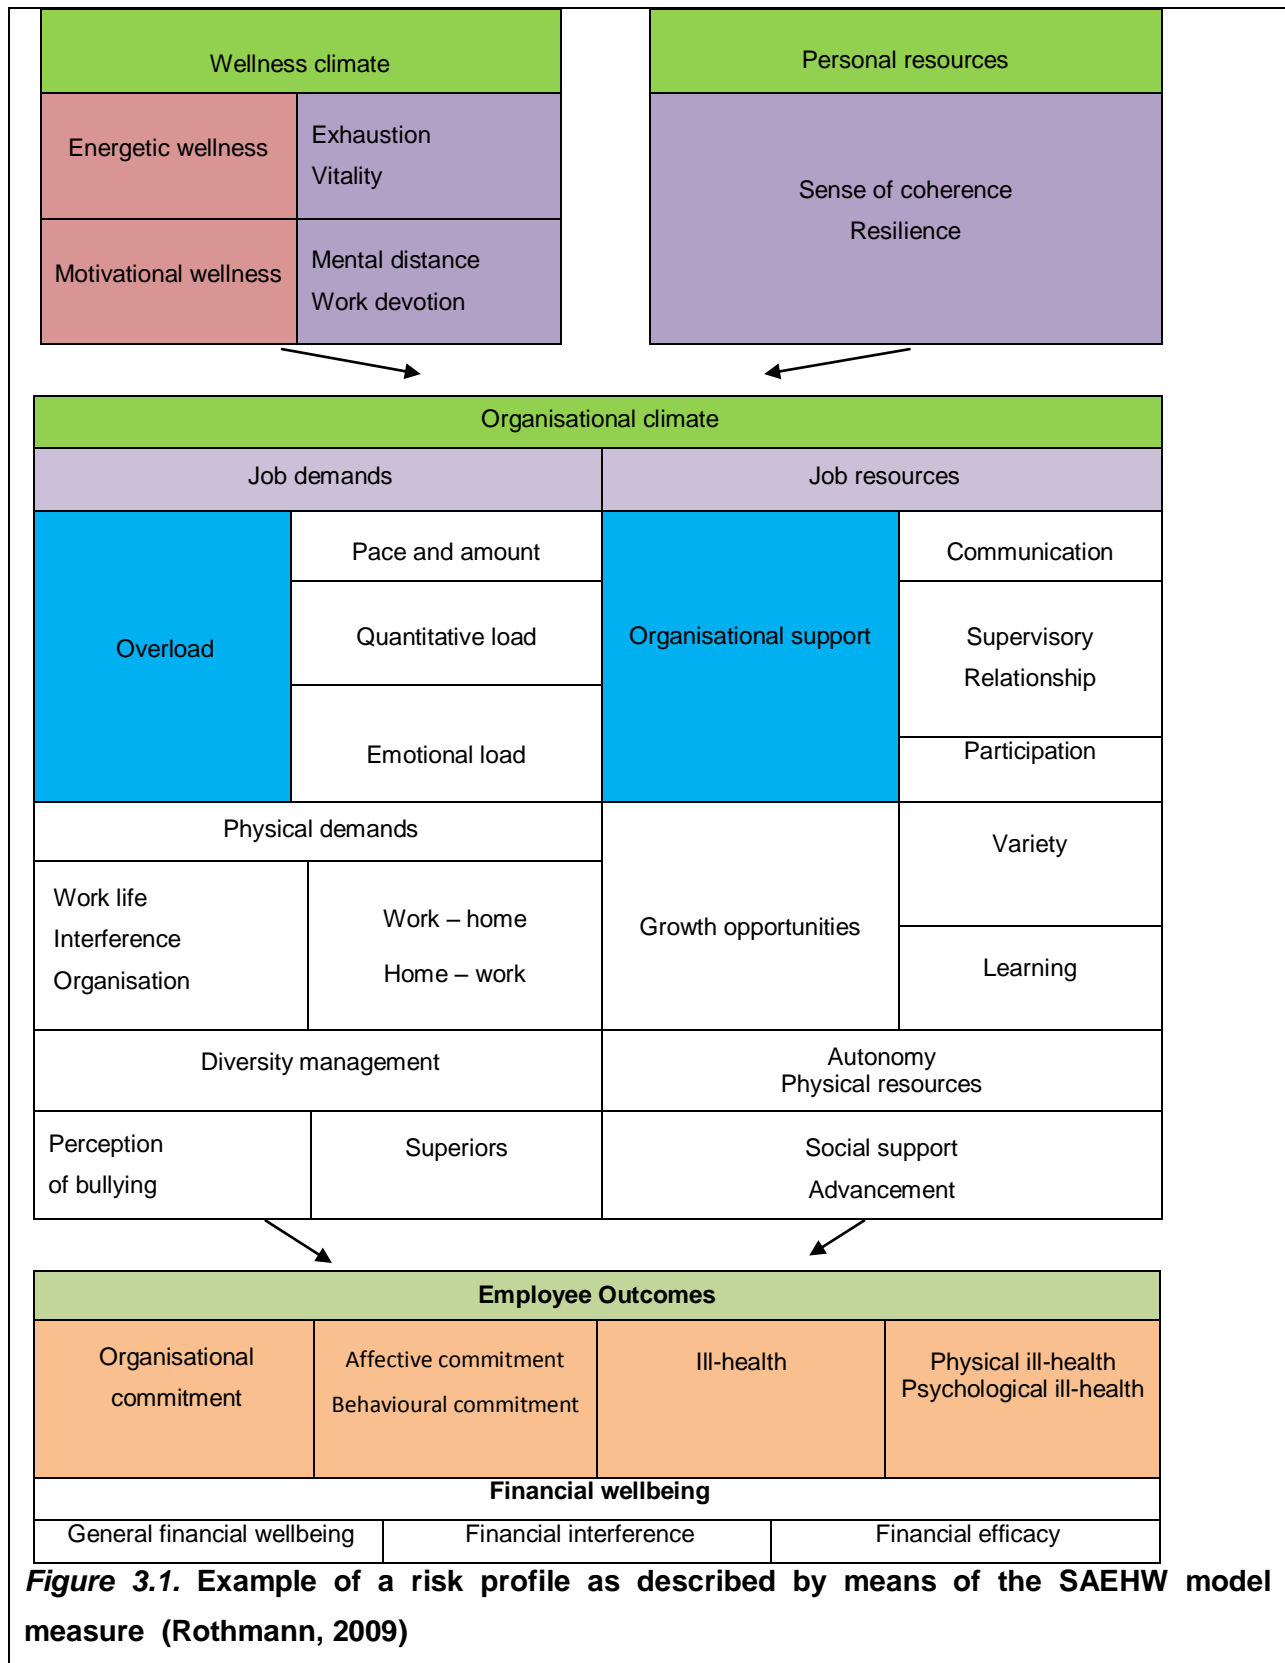 Wellness climate
Personal resources
Energetic wellness
Exhaustion
Vitality
Motivational wellness
Mental distance
Work devotion
Sense of coherence
Resilience
Organisational climate
Job demands
Job resources
Overload
Pace and amount
Quantitative load
Emotional load
Organisational support
Communication
Supervisory
Relationship
Participation
Physical demands
Work life
Interference
Organisation
Work – home
Home – work
Growth opportunities
Variety
Learning
Diversity management
Autonomy
Physical resources
Perception
of bullying
Superiors
Social support
Advancement
Employee Outcomes
Organisational
commitment
Affective commitment
Behavioural commitment
Ill-health
Physical ill-health
Psychological ill-health
Financial wellbeing
General financial wellbeing
Financial interference
Financial efficacy
Figure 3.1. Example of a risk profile as described by means of the SAEHW model
measure (Rothmann, 2009)